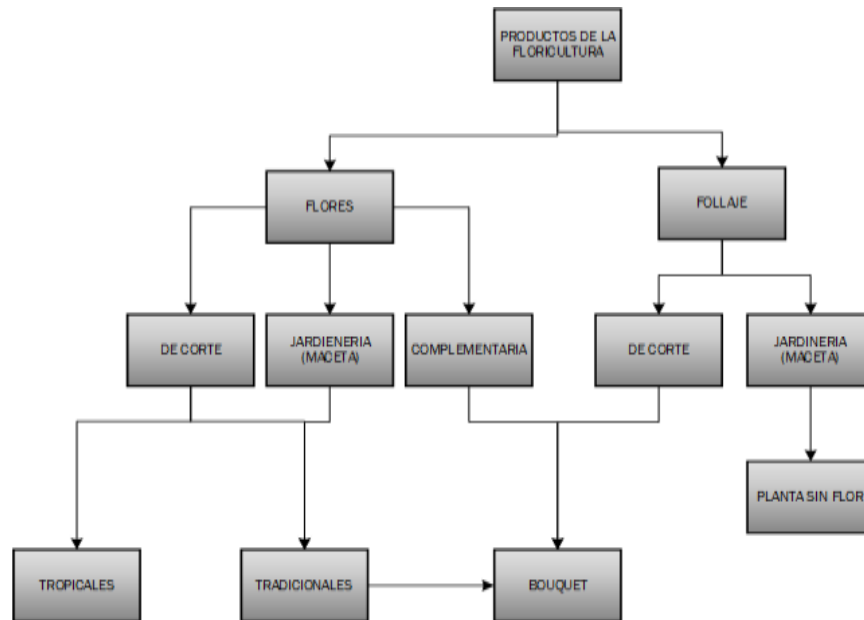 PRODUCTOS DE LA
FLORICULTURA
FLORES
FOLLAJE
DE CORTE
JARDIENERIA
(MACETA)
COMPLEMENTARIA
DE CORTE
JARDINERIA
(MACETA)
PLANTA SIN FLOR
TROPICALES
TRADICIONALES
BOUQUET